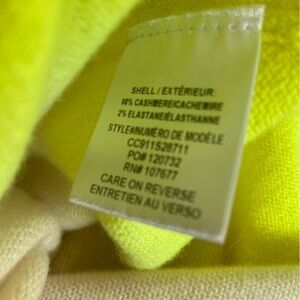 SHELL / EXTÉRIEUR:
98% CASHMERE/CACHEMIRE
2% ELASTANE/ÉLASTHANNE
STYLE#/NUMÉRO DE MODÈLE
CC911S28711
PO# 120732
RN# 107677
CARE ON REVERSE
ENTRETIEN AU VERSO